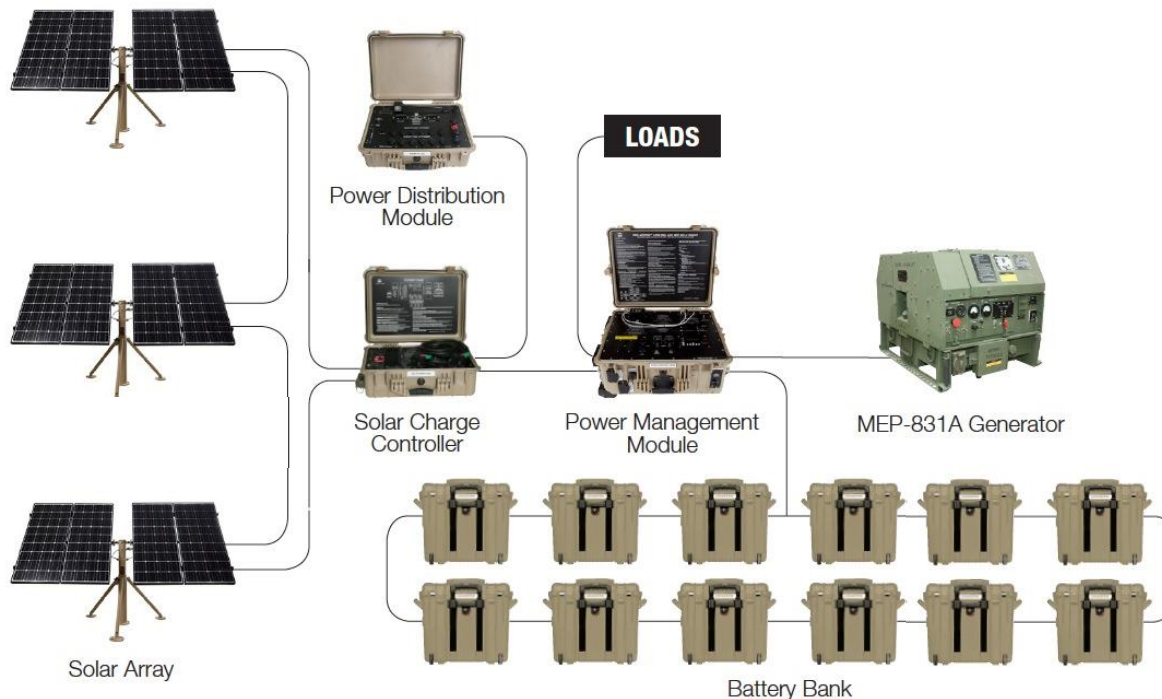 Power Distribution
Module
LOADS
Solar Charge
Controller
Power Management
Module
MEP-831A Generator
Solar Array
Battery Bank